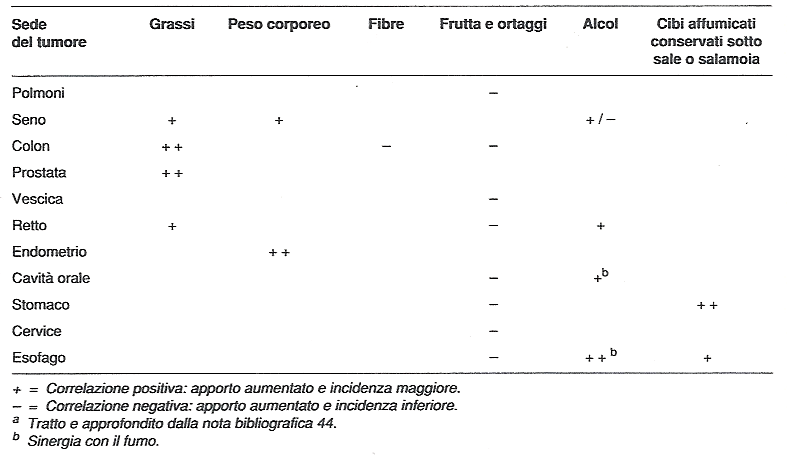 Sede del tumore Grassi Peso corporeo Fibre Frutta e ortaggi Alcol Cibi affumicati conservati sotto sale o salamoia
Polmoni –
Seno + + + / –
Colon + + – –
Prostata + +
Vescica –
Retto + – +
Endometrio + +
Cavità orale – +b
Stomaco – + +
Cervice –
Esofago – + + b +
+ = Correlazione positiva: apporto aumentato e incidenza maggiore.
– = Correlazione negativa: apporto aumentato e incidenza inferiore.
a Tratto e approfondito dalla nota bibliografica 44.
b Sinergia con il fumo.